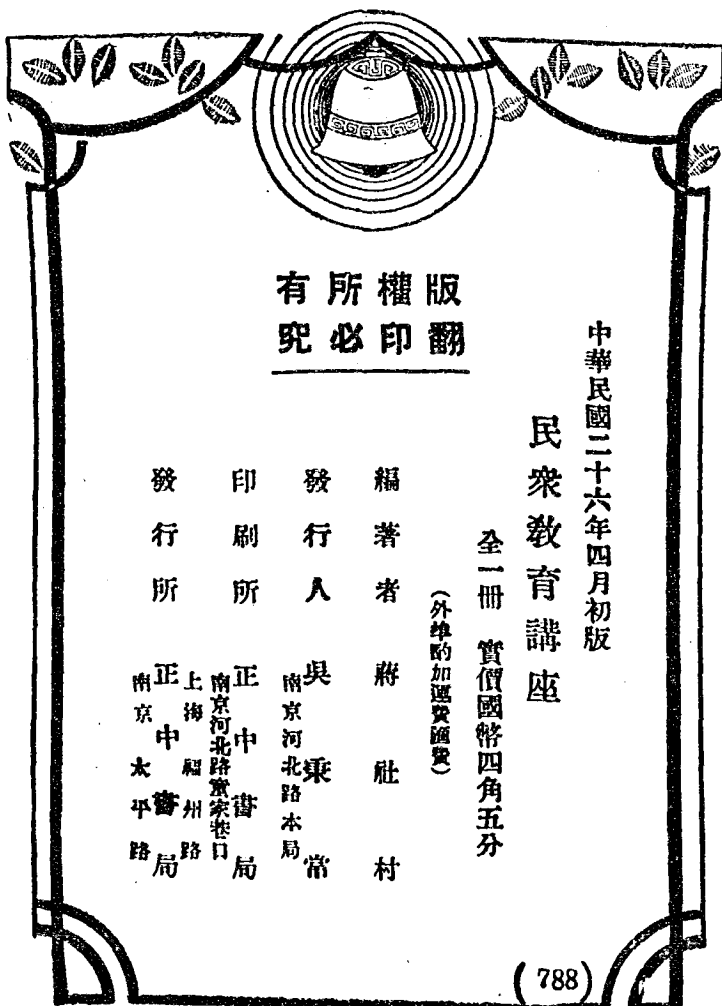 版權所有
翻印必究
中華民國二十六年四月初版
民衆教育講座
全一冊 實價國幣四角五分
(外埠酌加運費匯費)
編著者 蔣社村
發行人 吳秉常
南京河北路本局
印刷所 正中書局
南京河北路童家巷口
發行所 正中書局
上海福州路
南京太平路
(788)